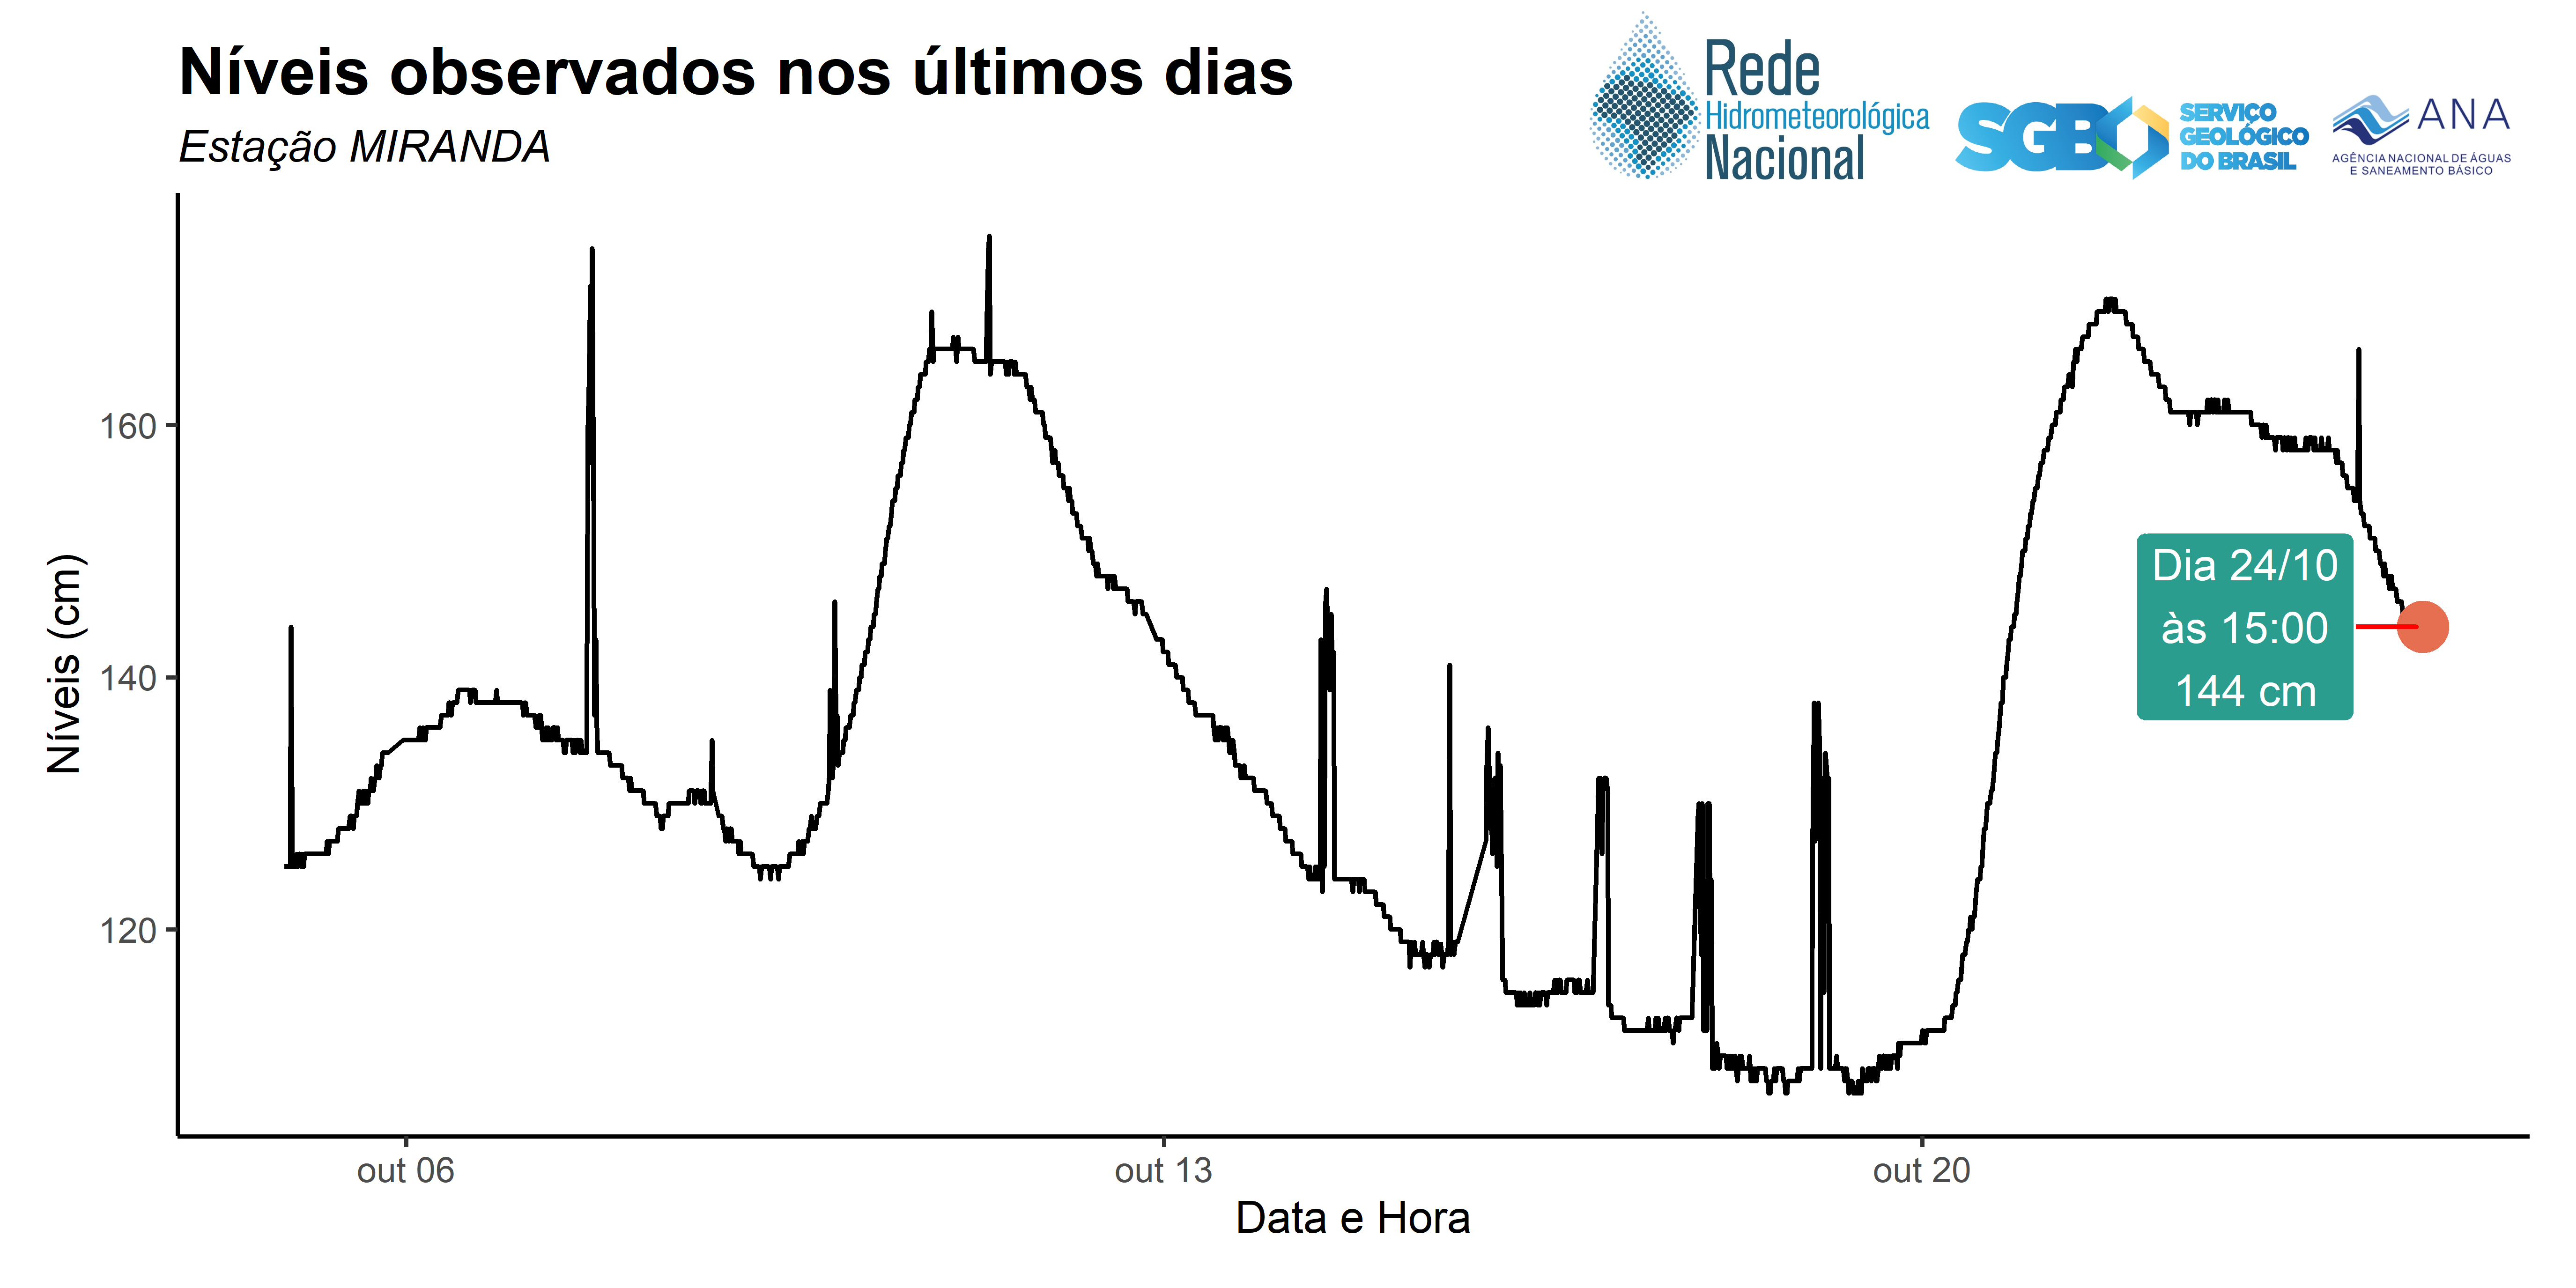 Níveis observados nos últimos dias
Estação MIRANDA
Rede
Hidrometeorológica
Nacional
SGB
SERVIÇO
GEOLÓGICO
DO BRASIL
ANA
AGÊNCIA NACIONAL DE ÁGUAS
E SANEAMENTO BÁSICO
Níveis (cm)
160
140
120
Dia 24/10
às 15:00
144 cm
out 06
out 13
out 20
Data e Hora